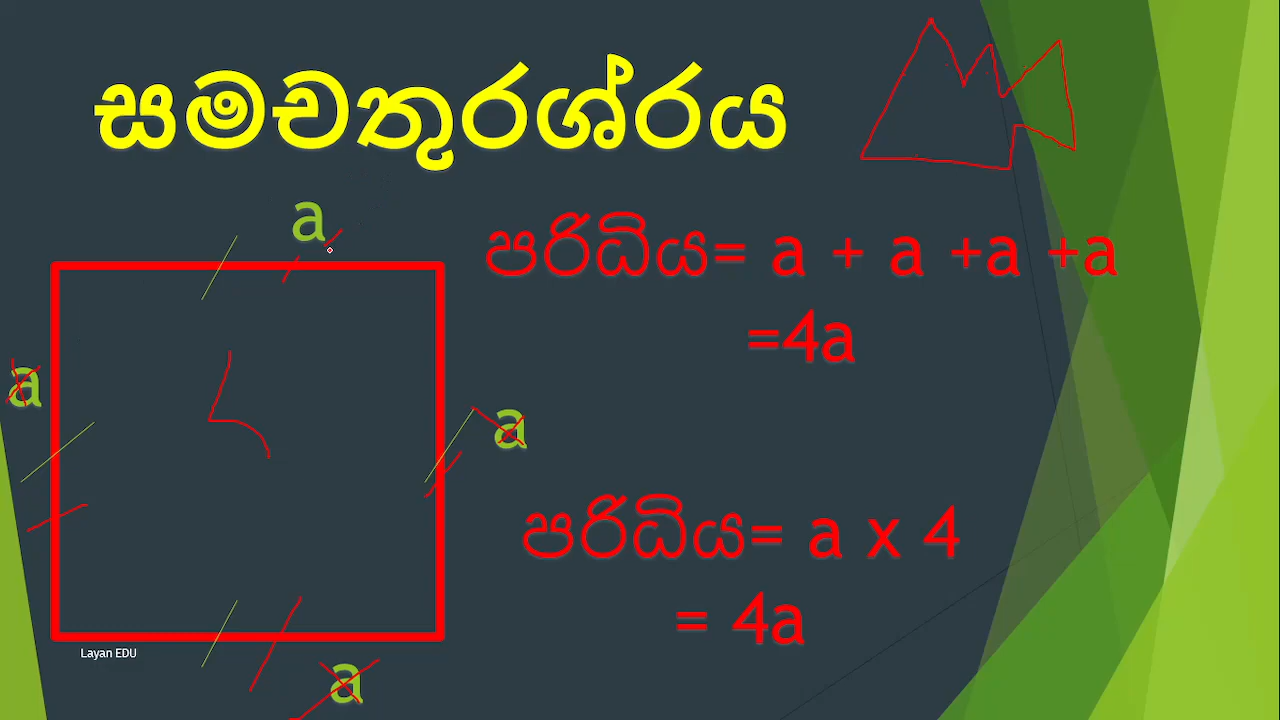 සමචතුරශ්‍රය
a
පරිධිය= a + a +a +a
=4a
a
a
පරිධිය= a x 4
= 4a
Layan EDU
a